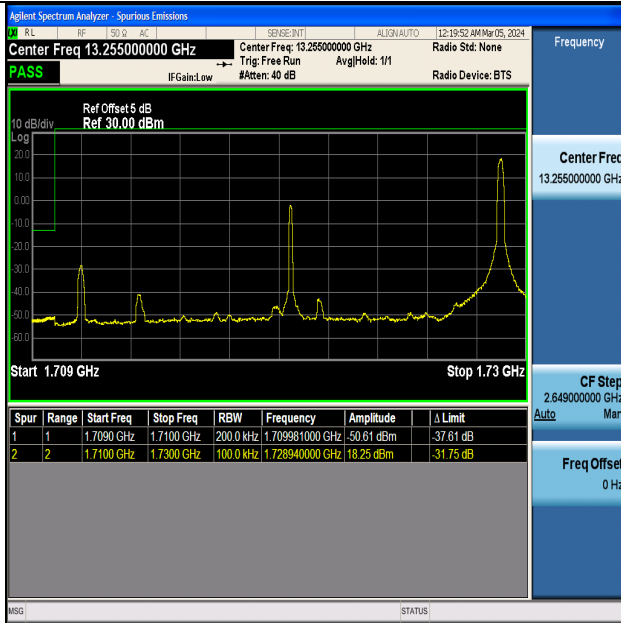 Agilent Spectrum Analyzer - Spurious Emissions
RL RF 50 Ω AC SENSE:INT ALIGNAUTO 12:19:52 AM Mar 05, 2024
Center Freq 13.255000000 GHz Center Freq: 13.255000000 GHz Radio Std: None
Trig: Free Run Avg|Hold: 1/1
PASS IFGain:Low #Atten: 40 dB Radio Device: BTS
Frequency
Ref Offset 5 dB
10 dB/div Ref 30.00 dBm
Log
20.0
10.0
0.00
-10.0
-20.0
-30.0
-40.0
-50.0
-60.0
Start 1.709 GHz Stop 1.73 GHz
Spur Range Start Freq Stop Freq RBW Frequency Amplitude Δ Limit
1 1 1.7090 GHz 1.7100 GHz 200.0 kHz 1.709981000 GHz -50.61 dBm -37.61 dB
2 2 1.7100 GHz 1.7300 GHz 100.0 kHz 1.728940000 GHz 18.25 dBm -31.75 dB
Center Freq
13.255000000 GHz
CF Step
2.649000000 GHz
Auto Man
Freq Offset
0 Hz
MSG STATUS